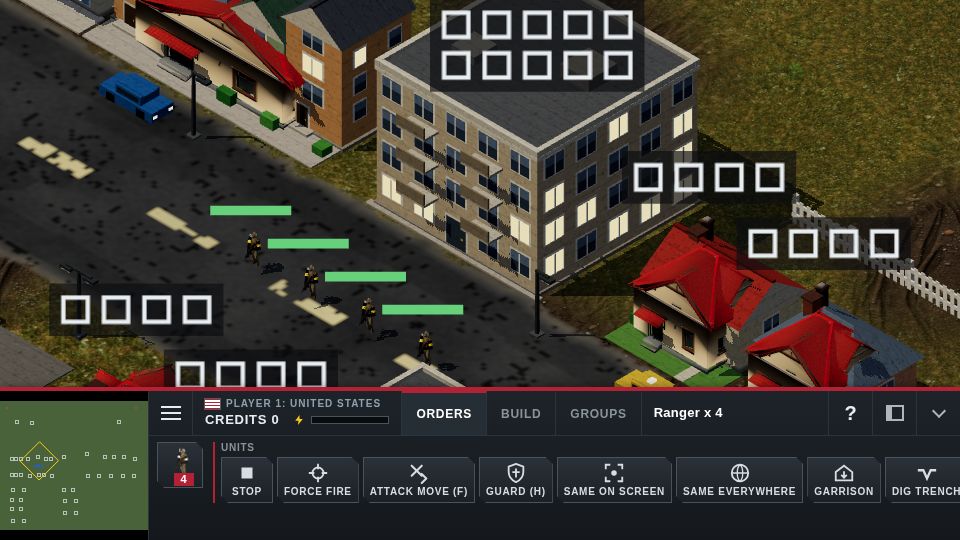 PLAYER 1: UNITED STATES
CREDITS 0
ORDERS
BUILD
GROUPS
Ranger x 4
?
UNITS
4
STOP
FORCE FIRE
ATTACK MOVE (F)
GUARD (H)
SAME ON SCREEN
SAME EVERYWHERE
GARRISON
DIG TRENCH